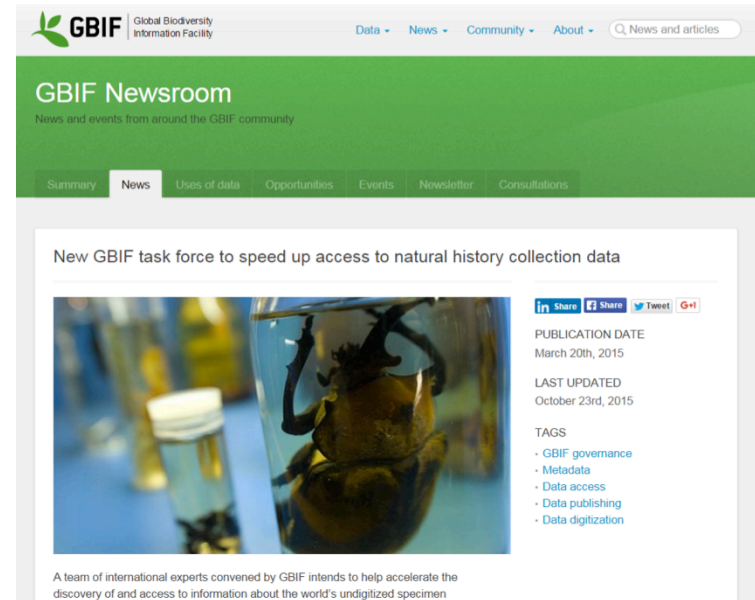 GBIF Global Biodiversity
Information Facility
Data News Community About News and articles
GBIF Newsroom
News and events from around the GBIF community
Summary News Uses of data Opportunities Events Newsletter Consultations
New GBIF task force to speed up access to natural history collection data
in Share f Share Tweet G+1
PUBLICATION DATE
March 20th, 2015
LAST UPDATED
October 23rd, 2015
TAGS
GBIF governance
Metadata
Data access
Data publishing
Data digitization
A team of international experts convened by GBIF intends to help accelerate the
discovery of and access to information about the world's undigitized specimen